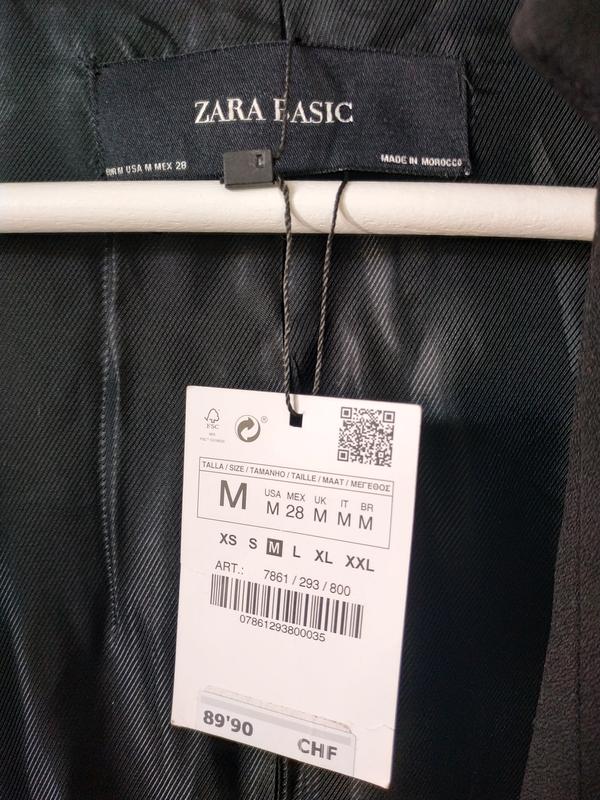 ZARA BASIC
USA M MEX 28
MADE IN MOROCCO
FSC
TALLA / SIZE / TAMANHO / TAILLE / MAAT / ΜΕΓΕΘΟΣ
M
USA MEX UK IT BR
M 28 M M M
XS S M L XL XXL
ART.: 7861 / 293 / 800
07861293800035
89'90 CHF